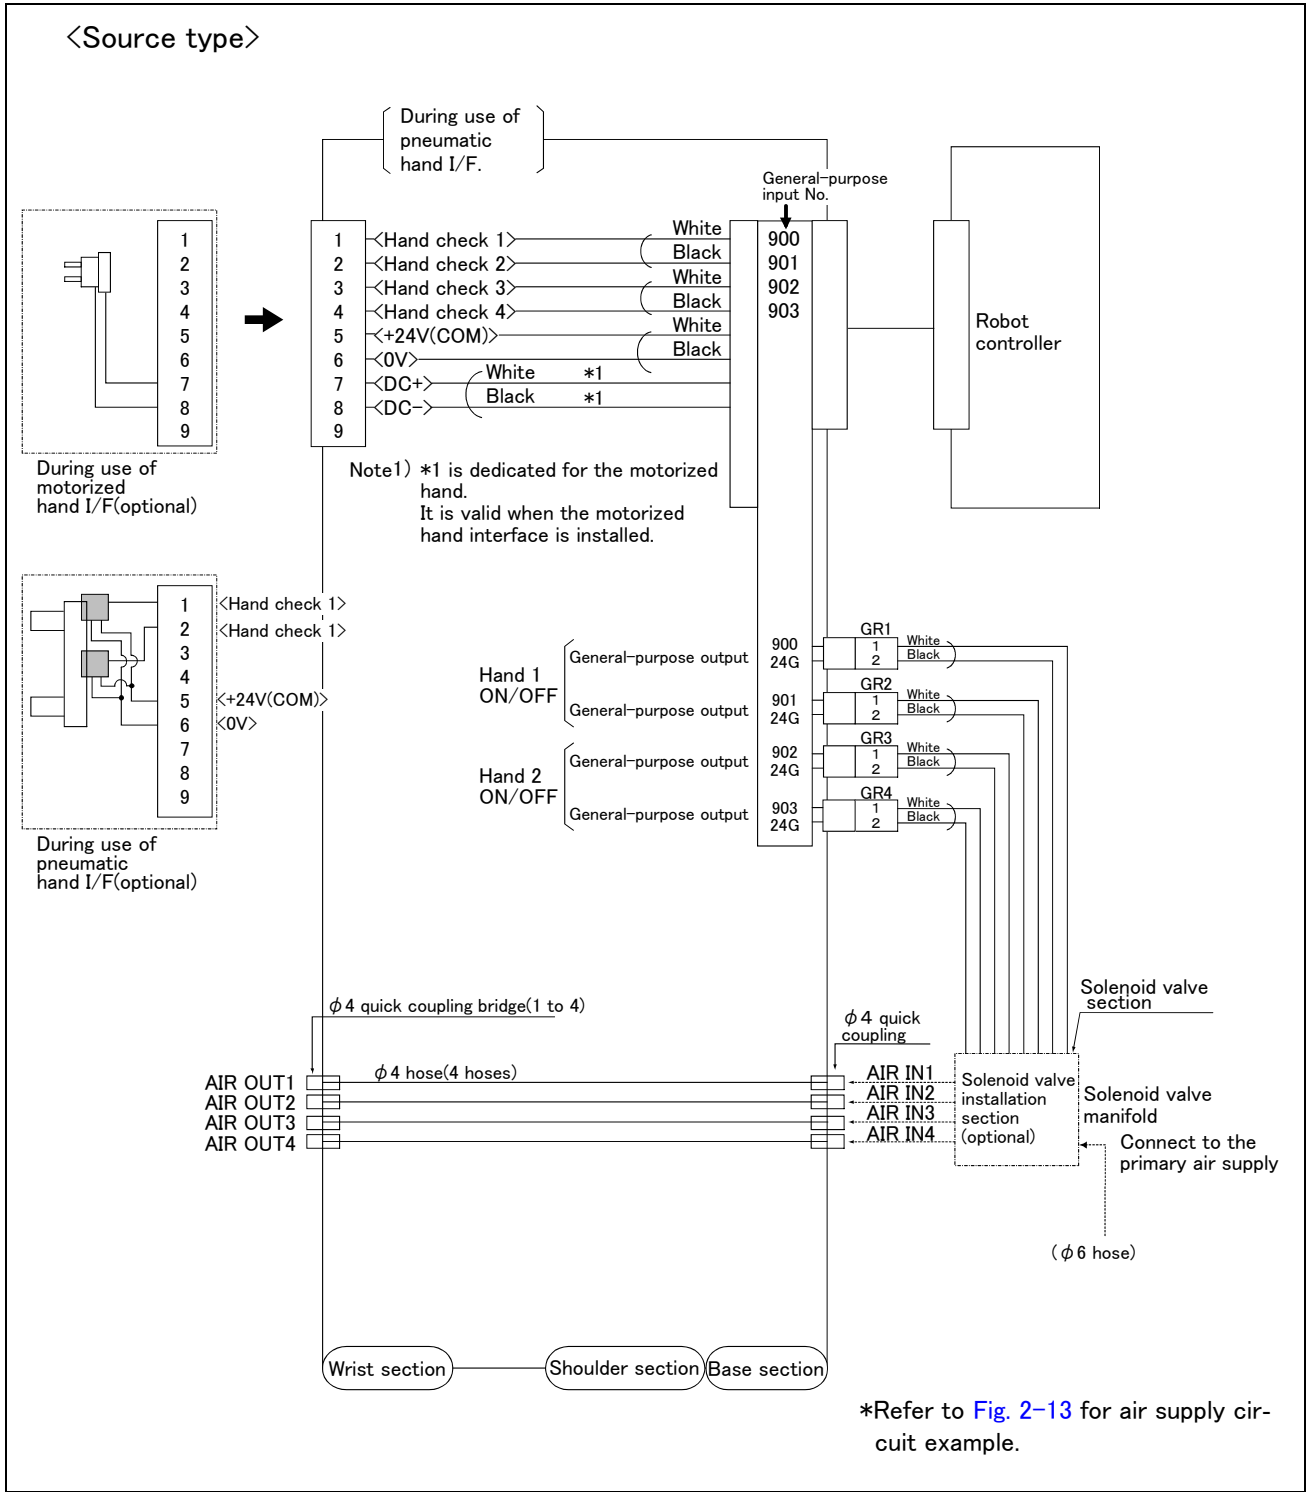 <Source type>
During use of
pneumatic
hand I/F.
General-purpose
input No.
1
2
3
4
5
6
7
8
9
During use of
motorized
hand I/F(optional)
1 <Hand check 1> White 900
2 <Hand check 2> Black 901
3 <Hand check 3> White 902
4 <Hand check 4> Black 903
5 <+24V(COM)> White
6 <0V> Black
7 <DC+> White *1
8 <DC-> Black *1
9
Robot
controller
Note1) *1 is dedicated for the motorized
hand.
It is valid when the motorized
hand interface is installed.
1 <Hand check 1>
2 <Hand check 1>
3
4
5 <+24V(COM)>
6 <0V>
7
8
9
During use of
pneumatic
hand I/F(optional)
Hand 1
ON/OFF
General-purpose output 900
24G
GR1
1 White
2 Black
General-purpose output 901
24G
GR2
1 White
2 Black
Hand 2
ON/OFF
General-purpose output 902
24G
GR3
1 White
2 Black
General-purpose output 903
24G
GR4
1 White
2 Black
Solenoid valve
section
φ4 quick coupling bridge(1 to 4)
φ4 quick
coupling
φ4 hose(4 hoses)
AIR OUT1
AIR OUT2
AIR OUT3
AIR OUT4
AIR IN1
AIR IN2
AIR IN3
AIR IN4
Solenoid valve
installation
section
(optional)
Solenoid valve
manifold
Connect to the
primary air supply
(φ6 hose)
Wrist section
Shoulder section
Base section
*Refer to Fig. 2-13 for air supply cir-
cuit example.